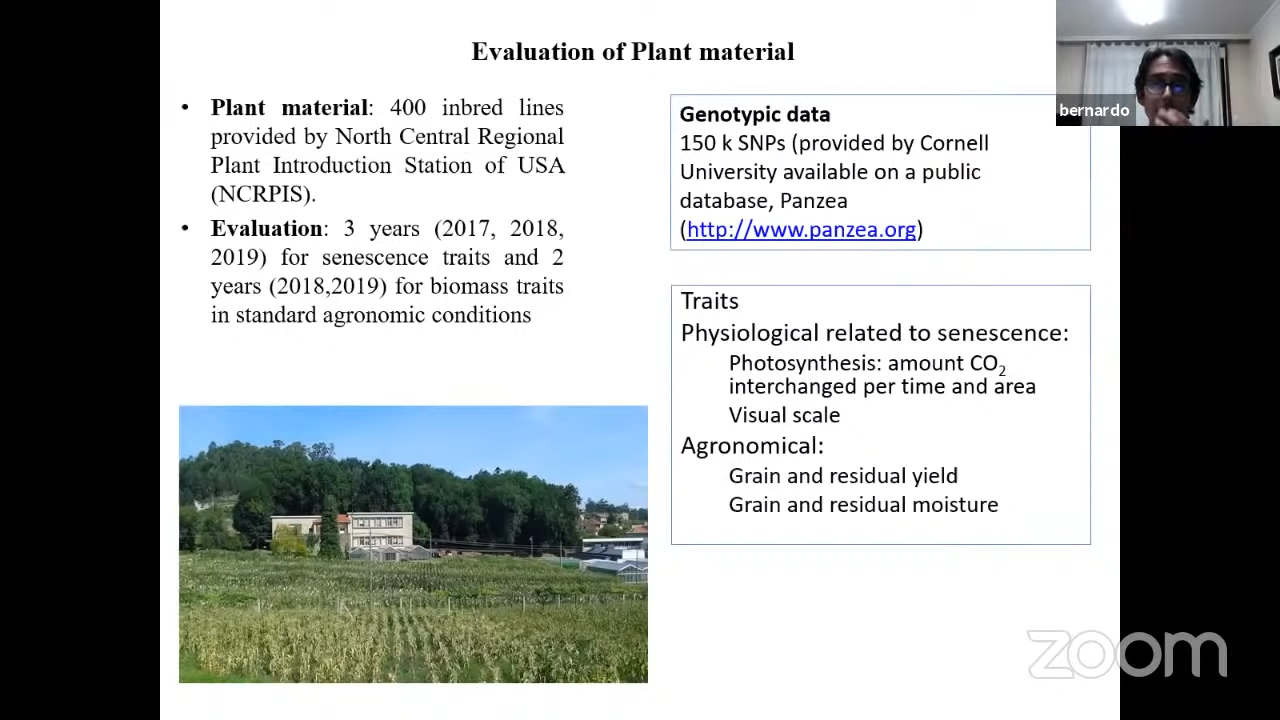 Evaluation of Plant material
• Plant material: 400 inbred lines
provided by North Central Regional
Plant Introduction Station of USA
(NCRPIS).
• Evaluation: 3 years (2017, 2018,
2019) for senescence traits and 2
years (2018,2019) for biomass traits
in standard agronomic conditions
Genotypic data
150 k SNPs (provided by Cornell
University available on a public
database, Panzea
(http://www.panzea.org)
Traits
Physiological related to senescence:
Photosynthesis: amount CO₂
interchanged per time and area
Visual scale
Agronomical:
Grain and residual yield
Grain and residual moisture
bernardo
zoom